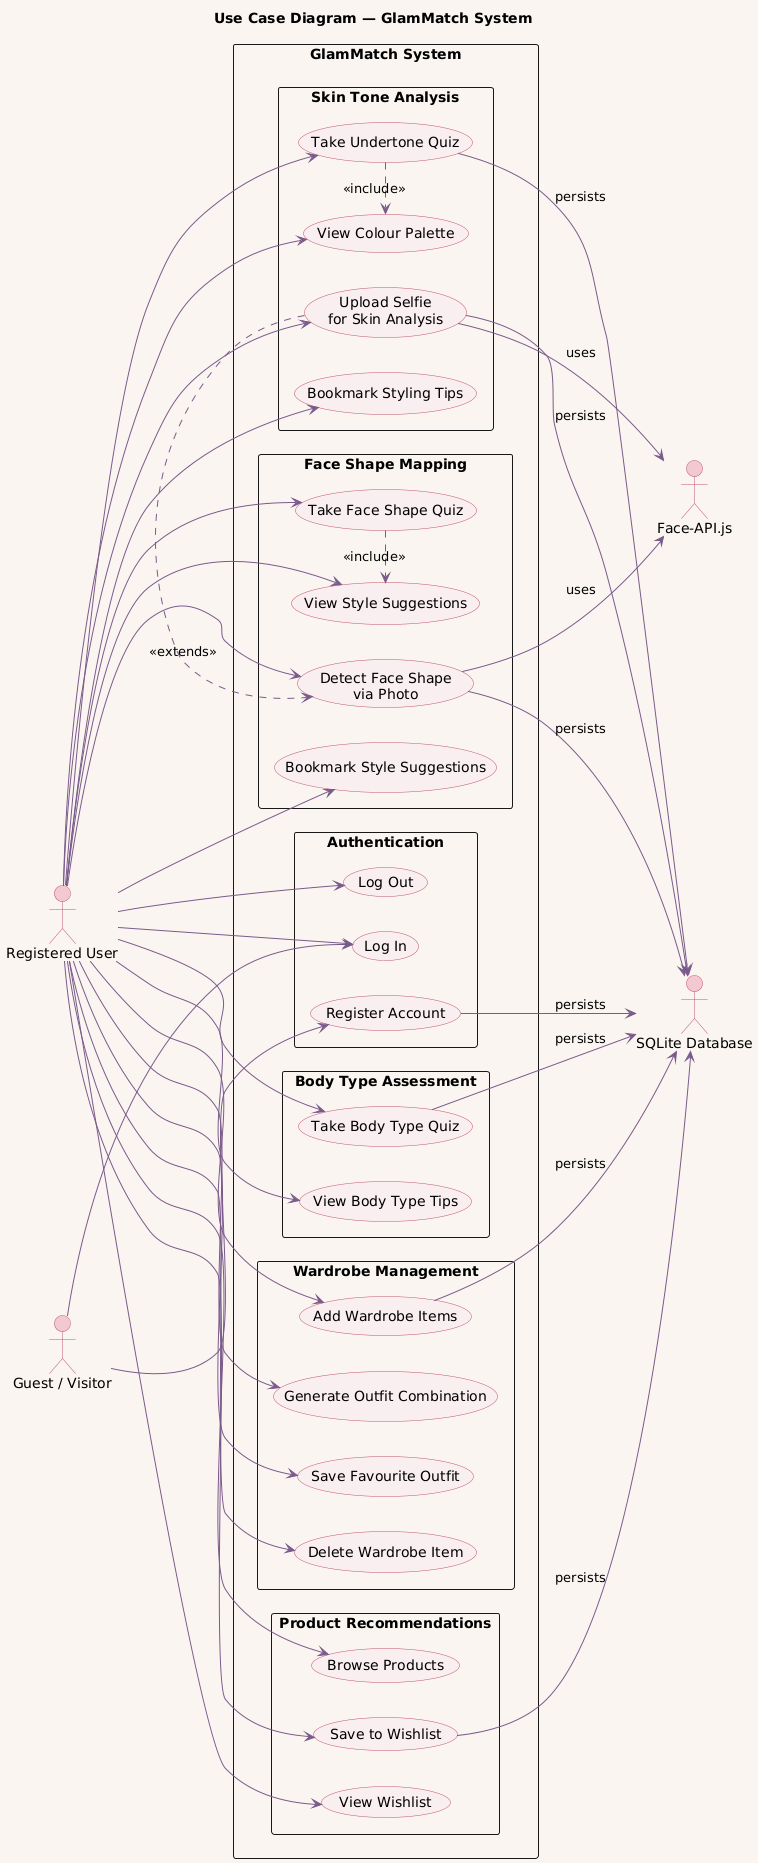 Use Case Diagram — GlamMatch System
GlamMatch System
Skin Tone Analysis
Take Undertone Quiz
«include»
persists
View Colour Palette
Upload Selfie
for Skin Analysis
uses
Bookmark Styling Tips
persists
Face Shape Mapping
Take Face Shape Quiz
Face-API.js
«include»
uses
View Style Suggestions
«extends»
Detect Face Shape
via Photo
persists
Bookmark Style Suggestions
Authentication
Log Out
Log In
Registered User
Register Account
persists
persists
SQLite Database
Body Type Assessment
Take Body Type Quiz
persists
View Body Type Tips
Wardrobe Management
Add Wardrobe Items
Guest / Visitor
Generate Outfit Combination
Save Favourite Outfit
Delete Wardrobe Item
persists
Product Recommendations
Browse Products
Save to Wishlist
View Wishlist